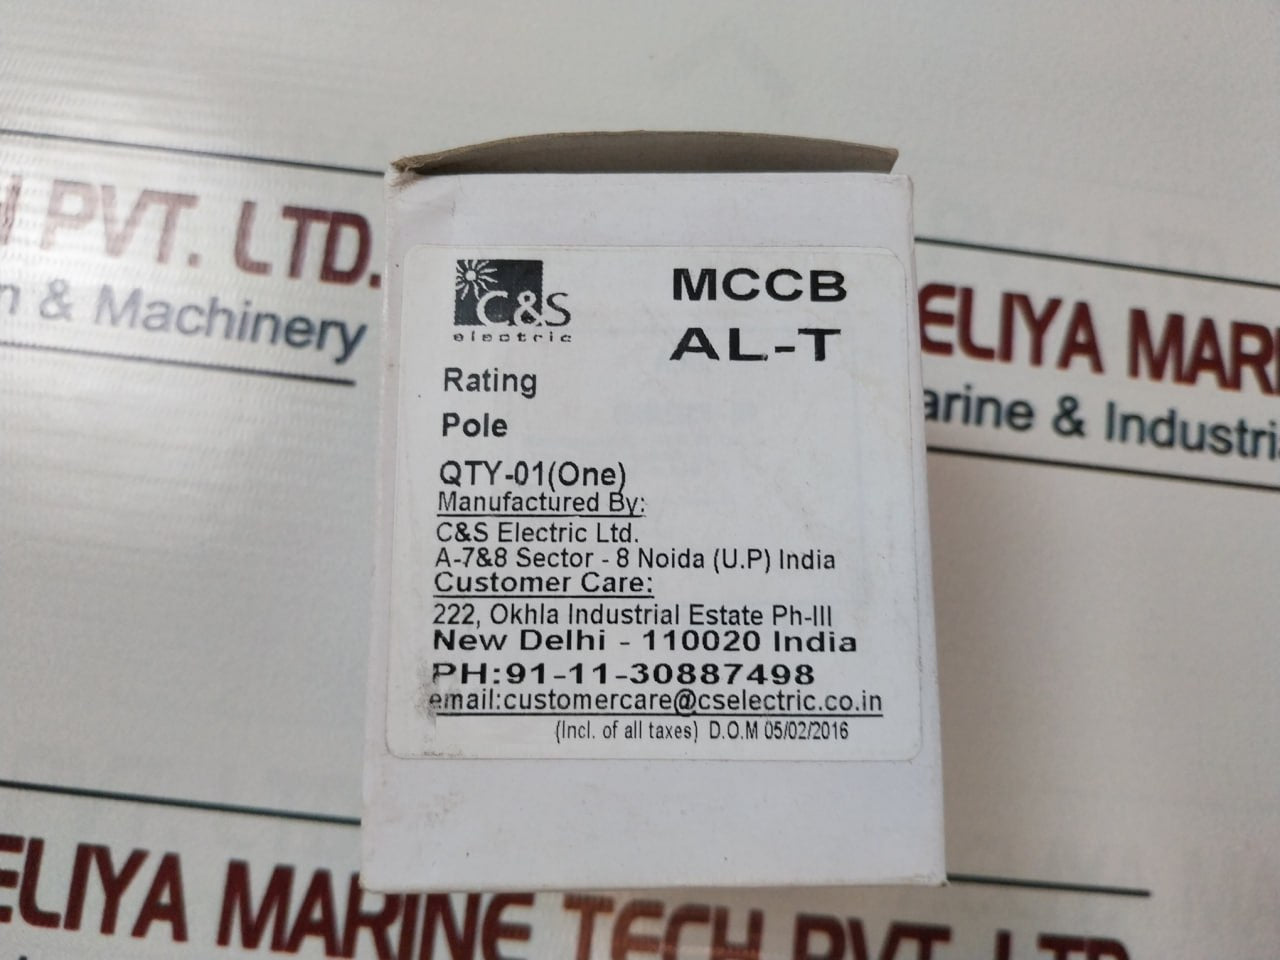 H PVT. LTD.
n & Machinery
ELIYA MARI
arine & Industri
C&S
electric
MCCB
AL-T
Rating
Pole
QTY-01(One)
Manufactured By:
C&S Electric Ltd.
A-7&8 Sector - 8 Noida (U.P) India
Customer Care:
222, Okhla Industrial Estate Ph-III
New Delhi - 110020 India
PH:91-11-30887498
email:customercare@cselectric.co.in
(Incl. of all taxes) D.O.M 05/02/2016
ELIYA MARINE TECH PVT. LTD.